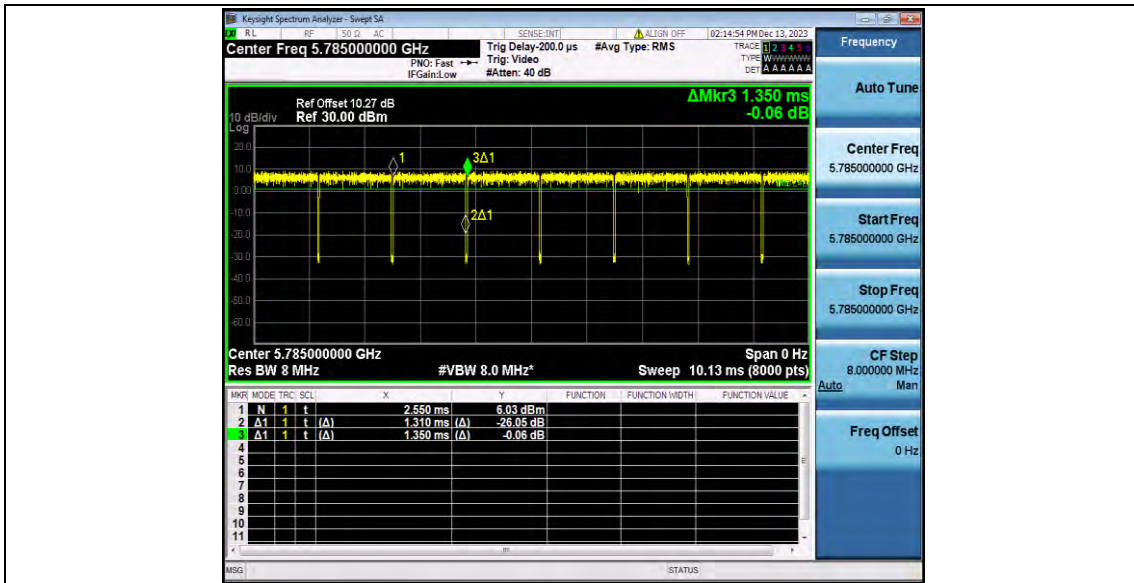 Keysight Spectrum Analyzer - Swept SA
RL RF 50 Ω AC SENSE:INT ALIGN OFF 02:14:54 PM Dec 13, 2023
Center Freq 5.785000000 GHz Trig Delay-200.0 µs #Avg Type: RMS TRACE 1 2 3 4 5 6
PNO: Fast Trig: Video TYPE WWWWWW
IFGain:Low #Atten: 40 dB DET A A A A A A
Frequency
ΔMkr3 1.350 ms
-0.06 dB
Ref Offset 10.27 dB
10 dB/div Ref 30.00 dBm
Log
20.0
10.0
0.00
-10.0
-20.0
-30.0
-40.0
-50.0
-60.0
1
3Δ1
2Δ1
Center 5.785000000 GHz Span 0 Hz
Res BW 8 MHz #VBW 8.0 MHz* Sweep 10.13 ms (8000 pts)
MKR MODE TRC SCL X Y FUNCTION FUNCTION WIDTH FUNCTION VALUE
1 N 1 t 2.550 ms 6.03 dBm
2 Δ1 1 t (Δ) 1.310 ms (Δ) -26.05 dB
3 Δ1 1 t (Δ) 1.350 ms (Δ) -0.06 dB
4
5
6
7
8
9
10
11
MSG STATUS
Auto Tune
Center Freq
5.785000000 GHz
Start Freq
5.785000000 GHz
Stop Freq
5.785000000 GHz
CF Step
8.000000 MHz
Auto Man
Freq Offset
0 Hz